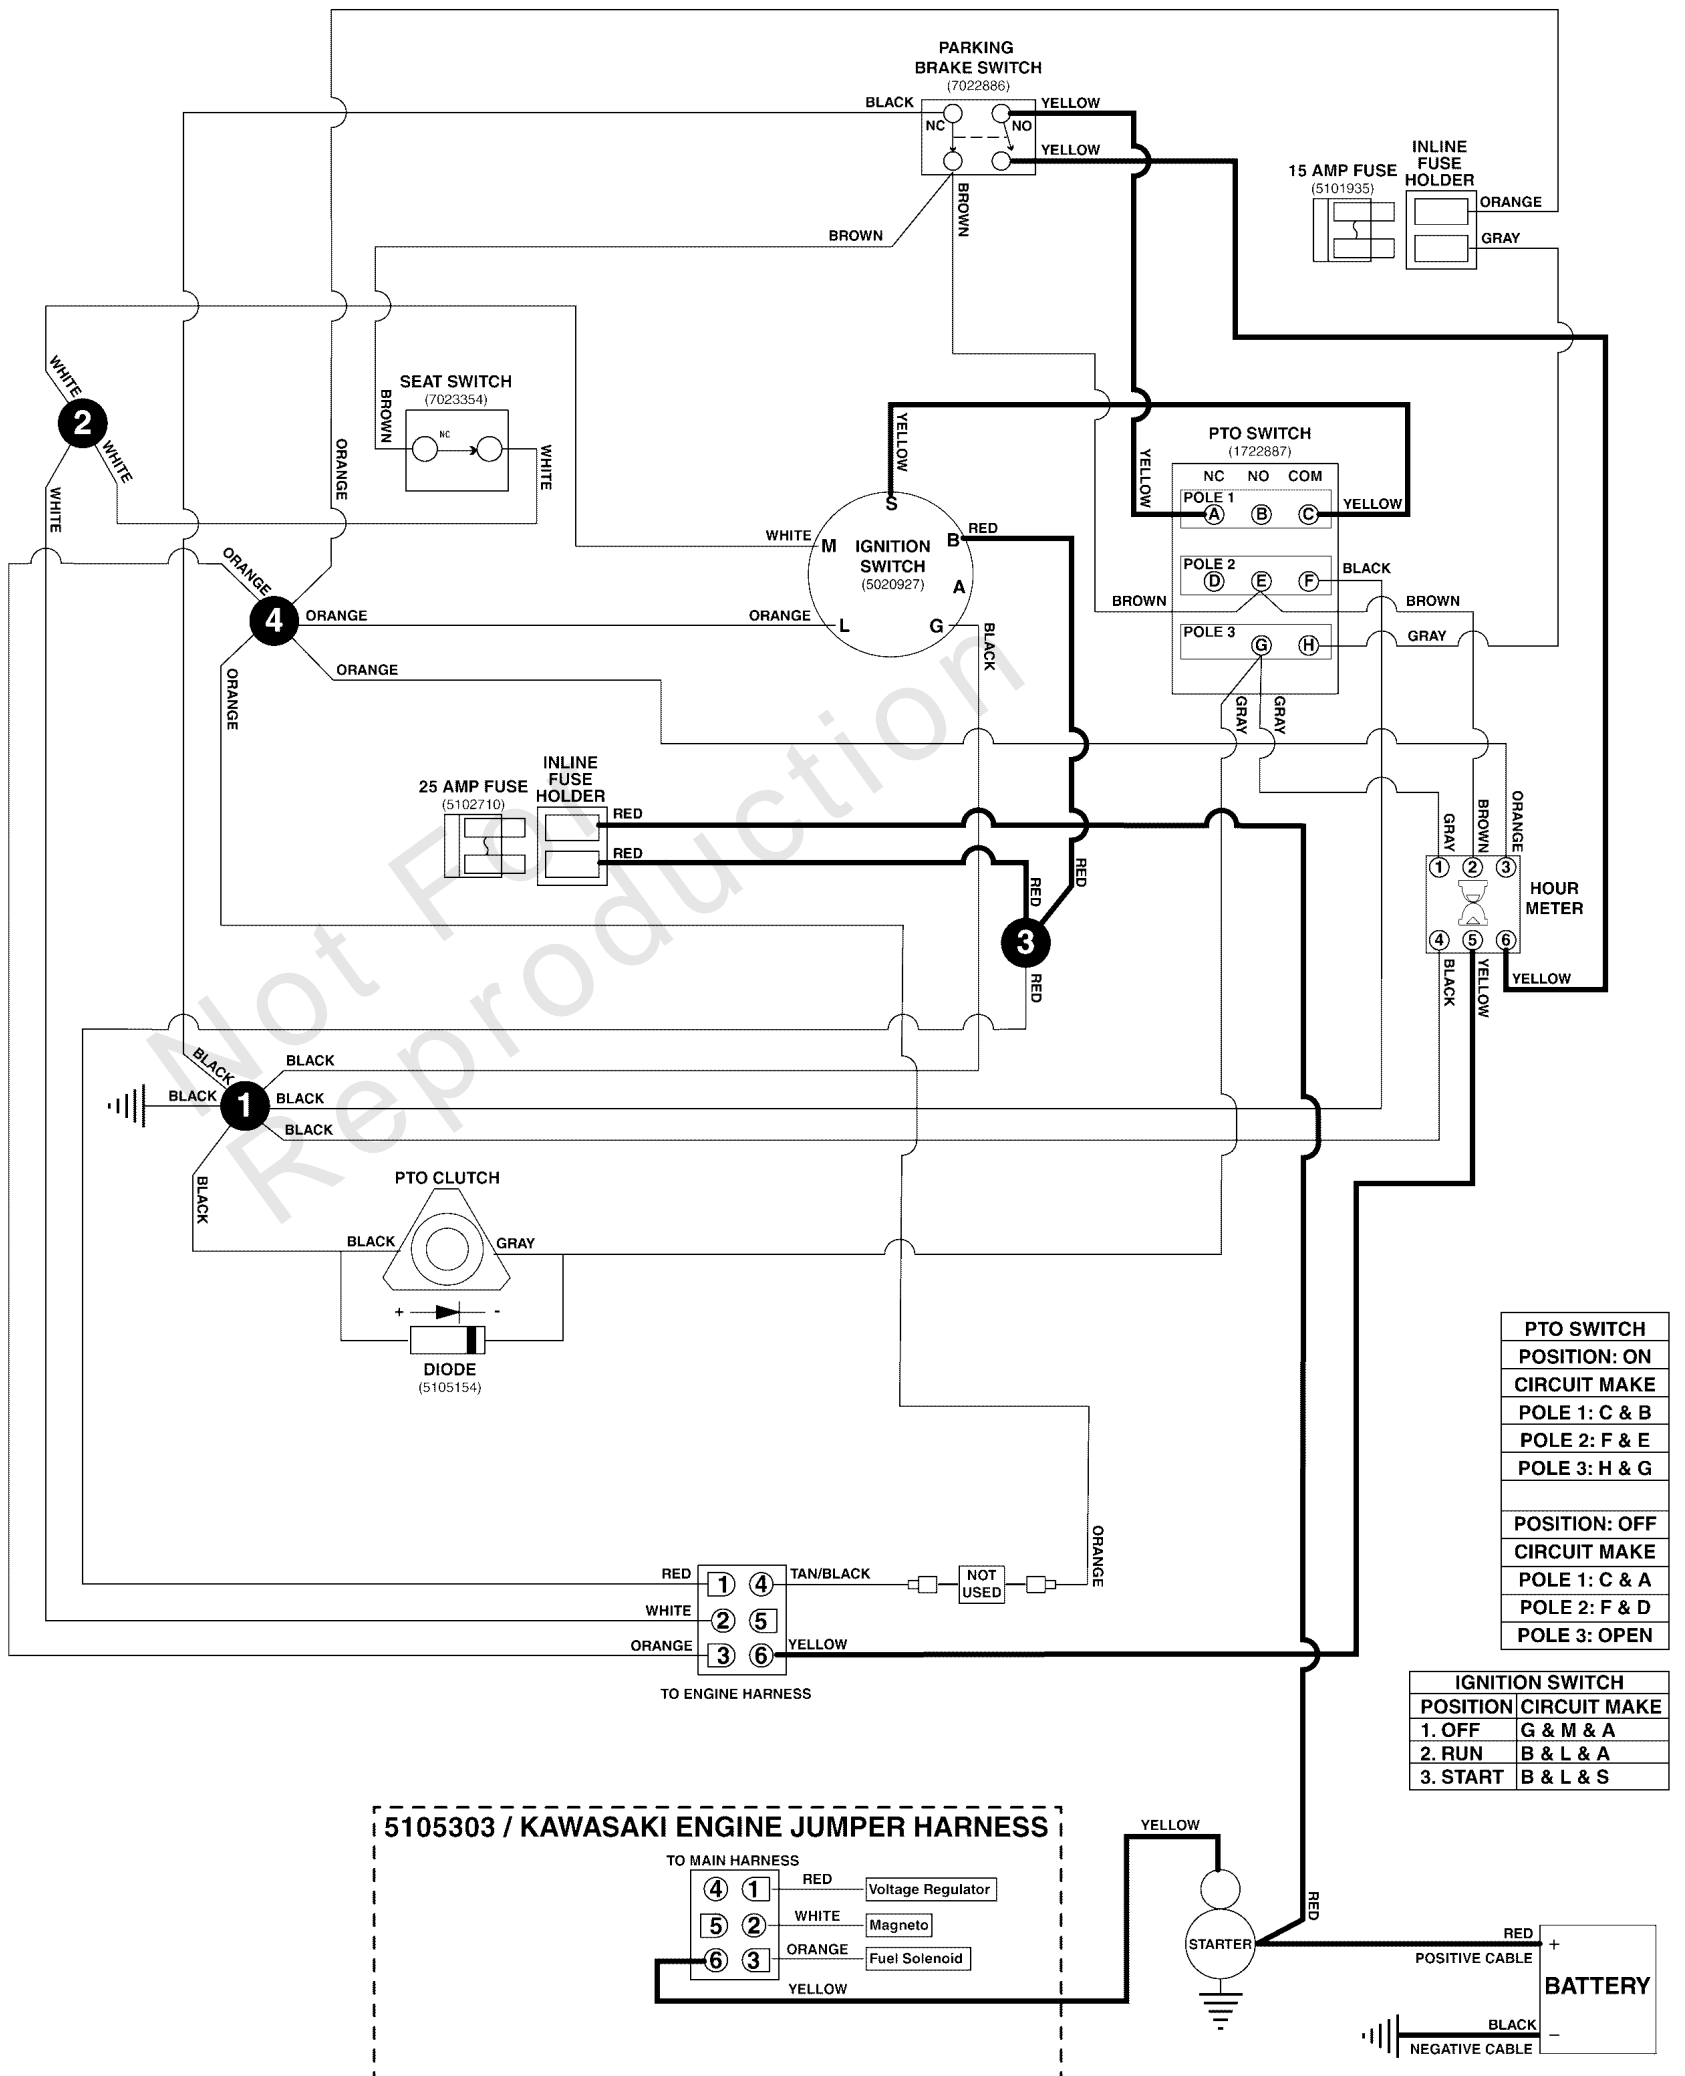 PARKING
BRAKE SWITCH
(7022886)
BLACK
YELLOW
NC
NO
YELLOW
BROWN
BROWN
INLINE
FUSE
HOLDER
15 AMP FUSE
(5101935)
ORANGE
GRAY
WHITE
2
WHITE
WHITE
SEAT SWITCH
(7023354)
BROWN
NC
WHITE
ORANGE
YELLOW
PTO SWITCH
(1722887)
NC NO COM
YELLOW
POLE 1
A B C
YELLOW
POLE 2
D E F
BLACK
BROWN
BROWN
POLE 3
G H
GRAY
GRAY
GRAY
S
WHITE
M
B
RED
IGNITION
SWITCH
(5020927)
A
ORANGE
L
G
BLACK
ORANGE
4
ORANGE
ORANGE
ORANGE
INLINE
FUSE
HOLDER
25 AMP FUSE
(5102710)
RED
RED
RED
RED
3
RED
GRAY
BROWN
ORANGE
1 2 3
HOUR
METER
4 5 6
BLACK
YELLOW
YELLOW
Not For
Reproduction
BLACK
BLACK
BLACK
1
BLACK
BLACK
BLACK
PTO CLUTCH
BLACK
GRAY
+ -
DIODE
(5105154)
PTO SWITCH
POSITION: ON
CIRCUIT MAKE
POLE 1: C & B
POLE 2: F & E
POLE 3: H & G
POSITION: OFF
CIRCUIT MAKE
POLE 1: C & A
POLE 2: F & D
POLE 3: OPEN
ORANGE
RED 1 4 TAN/BLACK
NOT
USED
WHITE 2 5
ORANGE 3 6 YELLOW
TO ENGINE HARNESS
IGNITION SWITCH
POSITION CIRCUIT MAKE
1. OFF G & M & A
2. RUN B & L & A
3. START B & L & S
5105303 / KAWASAKI ENGINE JUMPER HARNESS
TO MAIN HARNESS
4 1 RED Voltage Regulator
5 2 WHITE Magneto
6 3 ORANGE Fuel Solenoid
YELLOW
YELLOW
RED
STARTER
RED
POSITIVE CABLE
+
BATTERY
BLACK
NEGATIVE CABLE
–